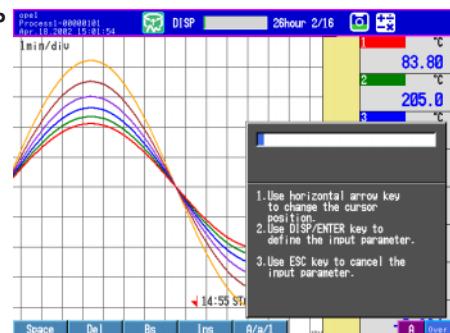 opel
Process1-00000101
Apr.18.2002 15:01:54
DISP
26hour 2/16
1min/div
1 °C
83.80
2 °C
205.0
3 °C
1.Use horizontal arrow key
to change the cursor
position.
2.Use DISP/ENTER key to
define the input parameter.
3.Use ESC key to cancel the
input parameter.
14:55 ST
Space Del Bs Ins A/a/1
A Over